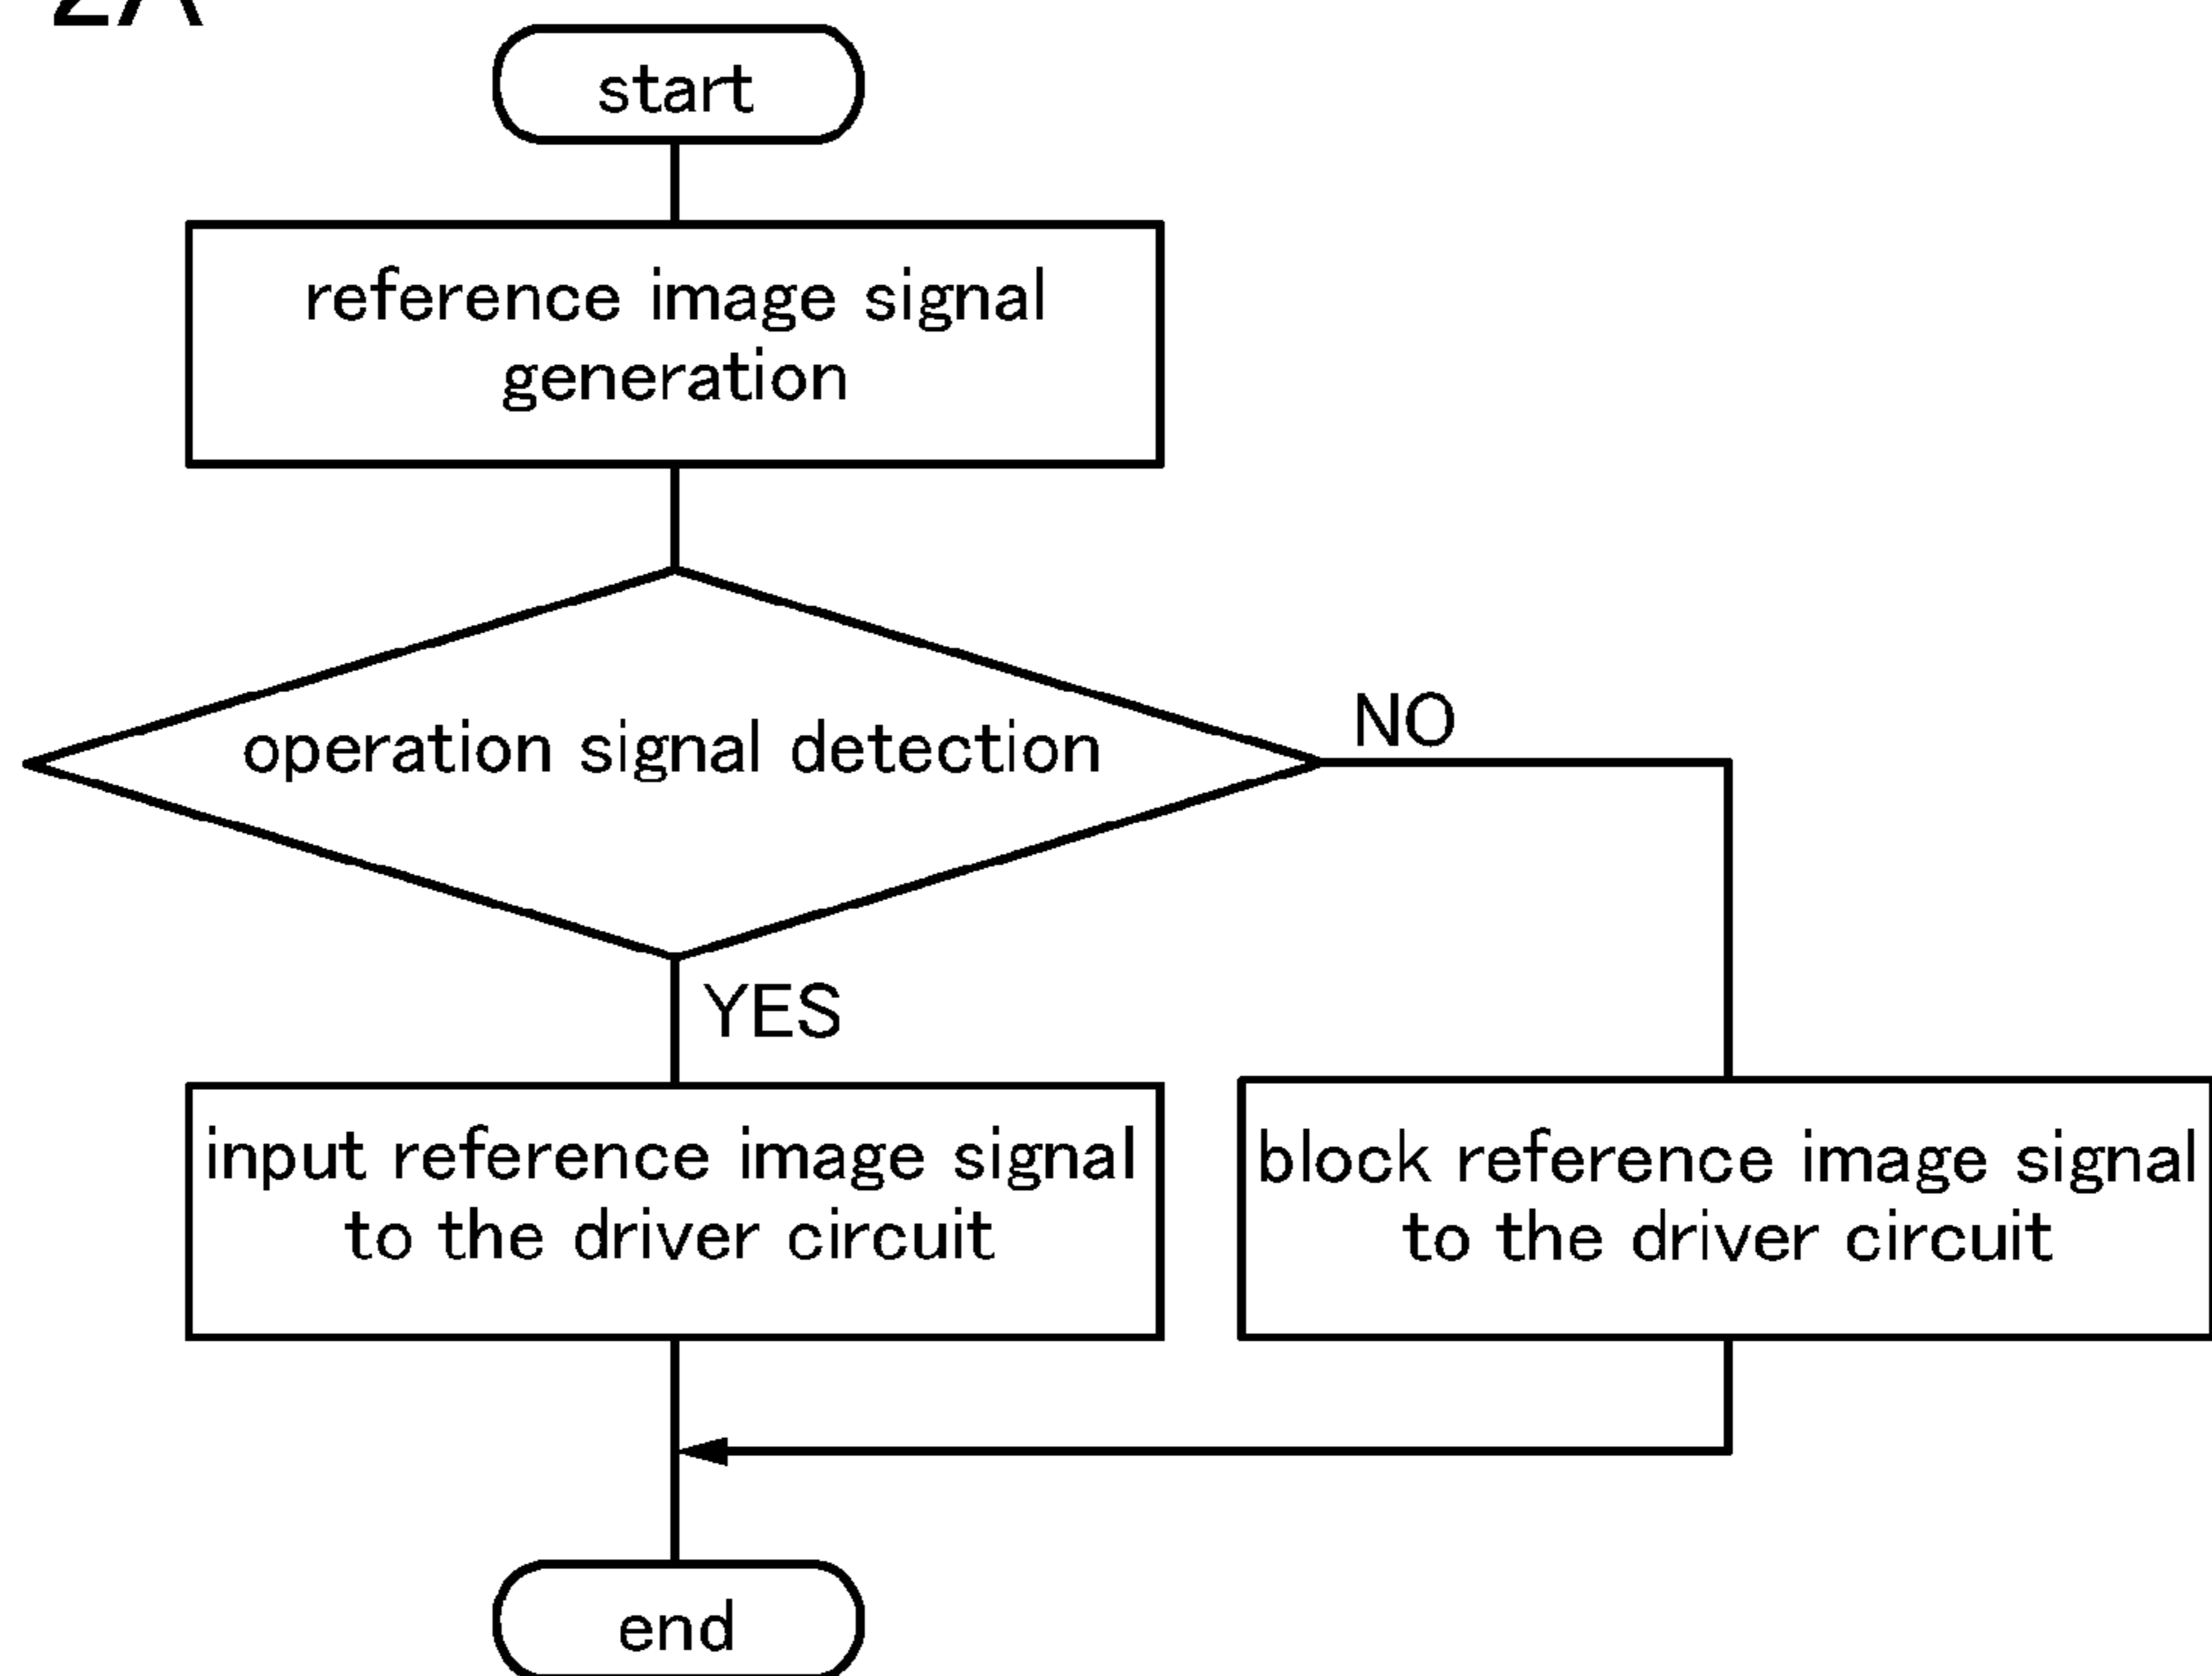 2A
start
reference image signal
generation
operation signal detection
NO
YES
input reference image signal
to the driver circuit
block reference image signal
to the driver circuit
end